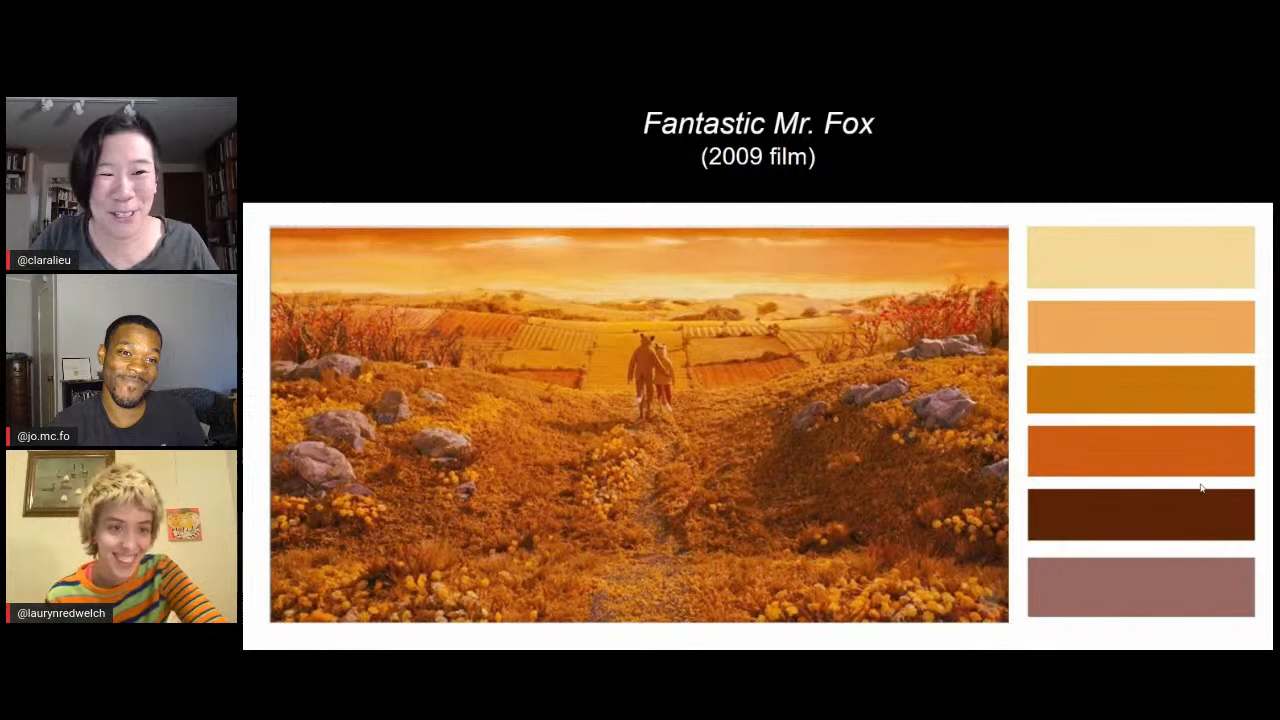 Fantastic Mr. Fox
(2009 film)
@claralieu
@jo.mc.fo
@laurynredwelch